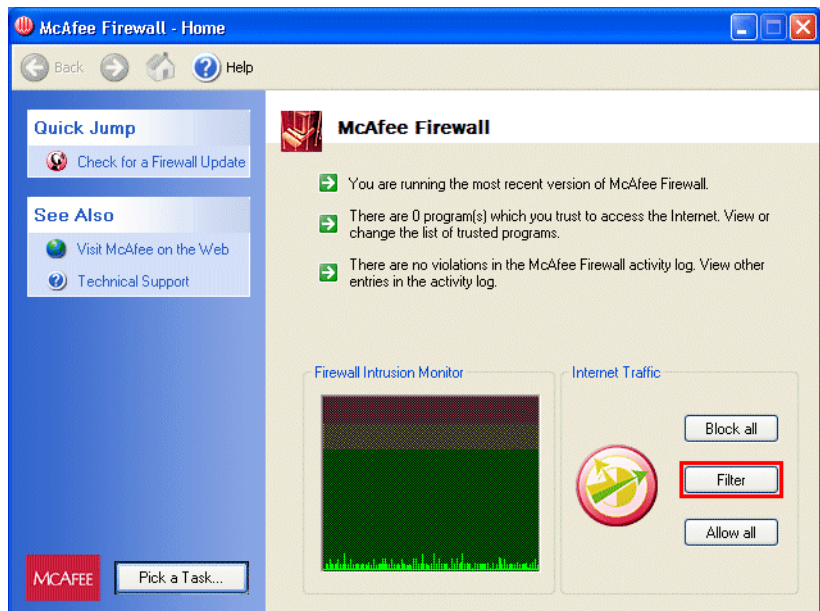 McAfee Firewall - Home
Back
Help
Quick Jump
Check for a Firewall Update
See Also
Visit McAfee on the Web
Technical Support
McAfee Firewall
You are running the most recent version of McAfee Firewall.
There are 0 program(s) which you trust to access the Internet. View or
change the list of trusted programs.
There are no violations in the McAfee Firewall activity log. View other
entries in the activity log.
Firewall Intrusion Monitor
Internet Traffic
Block all
Filter
Allow all
McAFEE
Pick a Task...